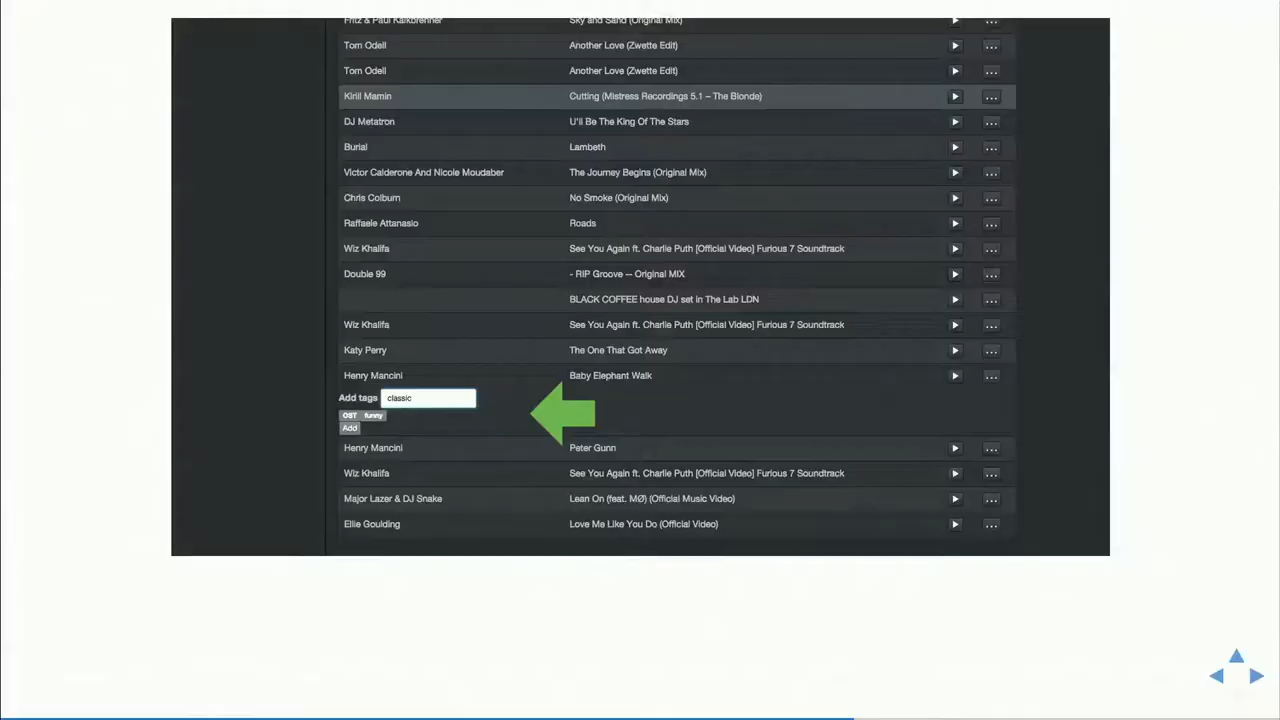 Fritz & Paul Kalkbrenner Sky and Sand (Original Mix) ...
Tom Odell Another Love (Zwette Edit) ...
Tom Odell Another Love (Zwette Edit) ...
Kirill Mamin Cutting (Mistress Recordings 5.1 – The Blonde) ...
DJ Metatron U'll Be The King Of The Stars ...
Burial Lambeth ...
Victor Calderone And Nicole Moudaber The Journey Begins (Original Mix) ...
Chris Colburn No Smoke (Original Mix) ...
Raffaele Attanasio Roads ...
Wiz Khalifa See You Again ft. Charlie Puth [Official Video] Furious 7 Soundtrack ...
Double 99 - RIP Groove -- Original MIX ...
BLACK COFFEE house DJ set in The Lab LDN ...
Wiz Khalifa See You Again ft. Charlie Puth [Official Video] Furious 7 Soundtrack ...
Katy Perry The One That Got Away ...
Henry Mancini Baby Elephant Walk ...
Add tags classic
OST funny
Add
Henry Mancini Peter Gunn ...
Wiz Khalifa See You Again ft. Charlie Puth [Official Video] Furious 7 Soundtrack ...
Major Lazer & DJ Snake Lean On (feat. MØ) (Official Music Video) ...
Ellie Goulding Love Me Like You Do (Official Video) ...